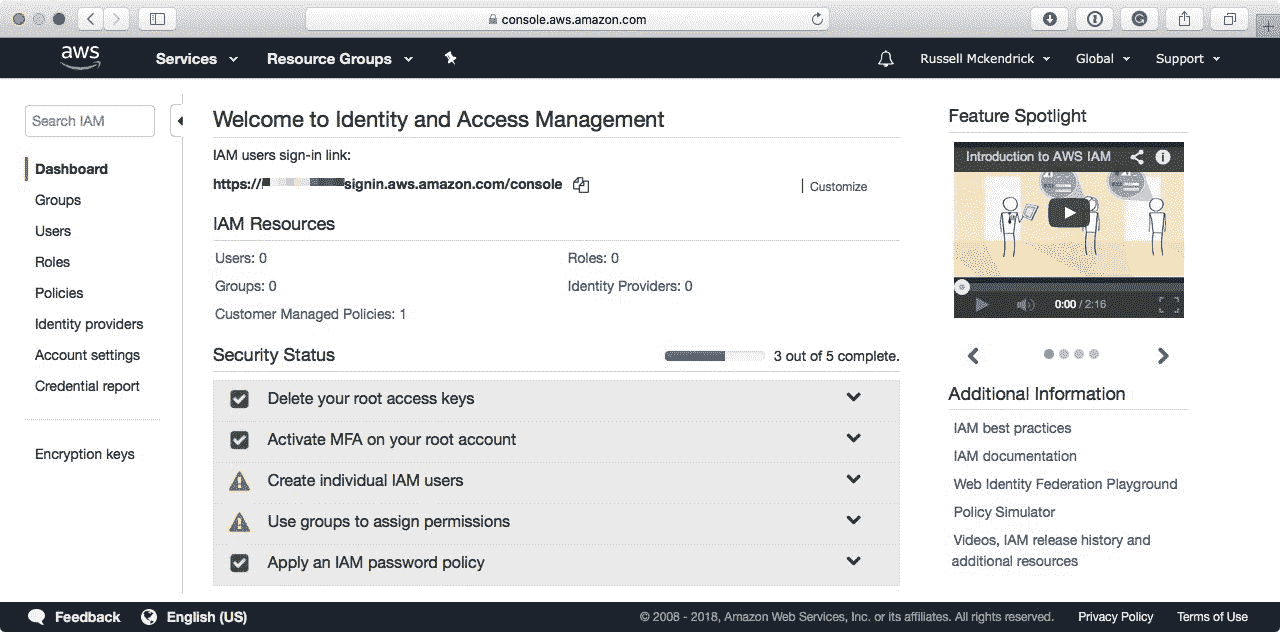 console.aws.amazon.com
aws
Services
Resource Groups
Russell Mckendrick
Global
Support
Search IAM
Dashboard
Groups
Users
Roles
Policies
Identity providers
Account settings
Credential report
Encryption keys
Welcome to Identity and Access Management
IAM users sign-in link:
https:// signin.aws.amazon.com/console
Customize
IAM Resources
Users: 0
Roles: 0
Groups: 0
Identity Providers: 0
Customer Managed Policies: 1
Security Status
3 out of 5 complete.
Delete your root access keys
Activate MFA on your root account
Create individual IAM users
Use groups to assign permissions
Apply an IAM password policy
Feature Spotlight
Introduction to AWS IAM
0:00 / 2:16
Additional Information
IAM best practices
IAM documentation
Web Identity Federation Playground
Policy Simulator
Videos, IAM release history and
additional resources
Feedback
English (US)
© 2008 - 2018, Amazon Web Services, Inc. or its affiliates. All rights reserved.
Privacy Policy
Terms of Use